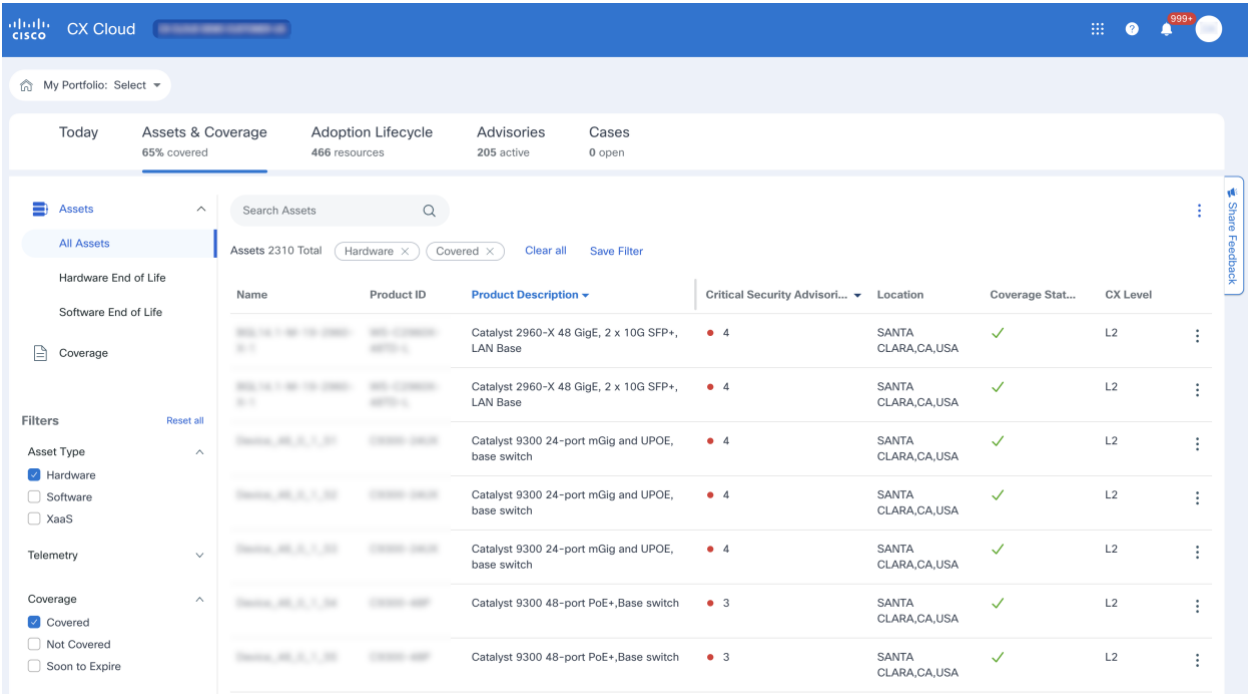 cisco
CX Cloud
999+
My Portfolio: Select
Today
Assets & Coverage
65% covered
Adoption Lifecycle
466 resources
Advisories
205 active
Cases
0 open
Assets
All Assets
Hardware End of Life
Software End of Life
Coverage
Filters Reset all
Asset Type
Hardware
Software
XaaS
Telemetry
Coverage
Covered
Not Covered
Soon to Expire
Search Assets
Assets 2310 Total Hardware Covered Clear all Save Filter
Name Product ID Product Description Critical Security Advisori... Location Coverage Stat... CX Level
Catalyst 2960-X 48 GigE, 2 x 10G SFP+, 4 SANTA L2
LAN Base CLARA,CA,USA
Catalyst 2960-X 48 GigE, 2 x 10G SFP+, 4 SANTA L2
LAN Base CLARA,CA,USA
Catalyst 9300 24-port mGig and UPOE, 4 SANTA L2
base switch CLARA,CA,USA
Catalyst 9300 24-port mGig and UPOE, 4 SANTA L2
base switch CLARA,CA,USA
Catalyst 9300 24-port mGig and UPOE, 4 SANTA L2
base switch CLARA,CA,USA
Catalyst 9300 48-port PoE+,Base switch 3 SANTA L2
CLARA,CA,USA
Catalyst 9300 48-port PoE+,Base switch 3 SANTA L2
CLARA,CA,USA
Share Feedback